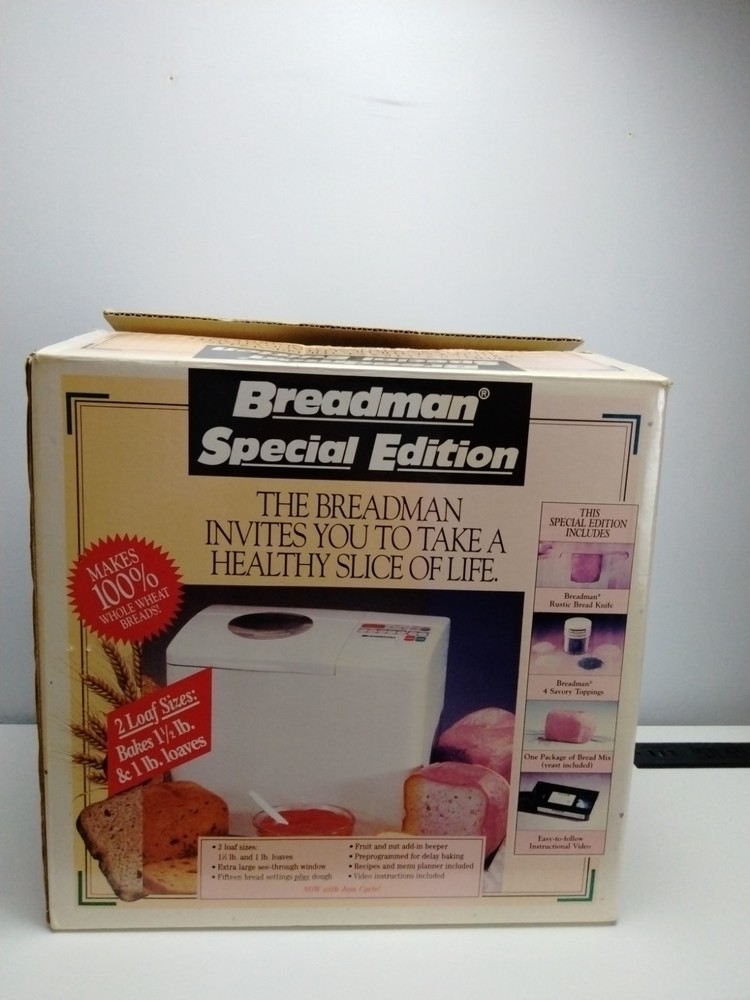 Breadman®
Special Edition
THE BREADMAN
INVITES YOU TO TAKE A
HEALTHY SLICE OF LIFE.
MAKES
100%
WHOLE WHEAT
BREADS!
2 Loaf Sizes:
Bakes 1½ lb.
& 1 lb. loaves
THIS
SPECIAL EDITION
INCLUDES
Breadman®
Rustic Bread Knife
Breadman®
4 Savory Toppings
One Package of Bread Mix
(yeast included)
Easy-to-follow
Instructional Video
• 2 loaf sizes:
1½ lb. and 1 lb. loaves
• Extra large see-through window
• Fifteen bread settings plus dough
• Fruit and nut add-in beeper
• Preprogrammed for delay baking
• Recipes and menu planner included
• Video instructions included
NOW with Jam Cycle!